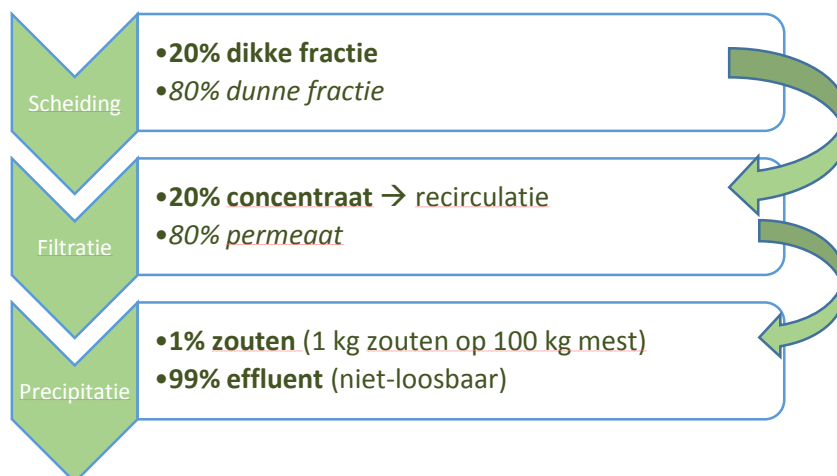 Scheiding
•20% dikke fractie
•80% dunne fractie
Filtratie
•20% concentraat → recirculatie
•80% permeaat
Precipitatie
•1% zouten (1 kg zouten op 100 kg mest)
•99% effluent (niet-loosbaar)